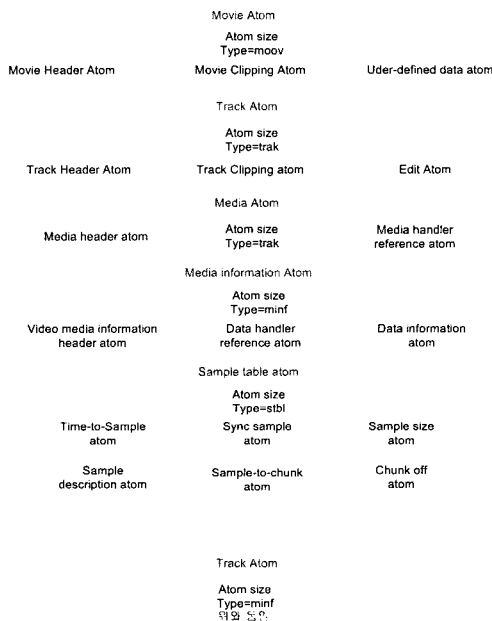 Movie Atom
Atom size
Type=moov
Movie Header Atom Movie Clipping Atom Uder-defined data atom
Track Atom
Atom size
Type=trak
Track Header Atom Track Clipping atom Edit Atom
Media Atom
Media header atom
Atom size
Type=trak
Media handler
reference atom
Media information Atom
Atom size
Type=minf
Video media information
header atom
Data handler
reference atom
Data information
atom
Sample table atom
Atom size
Type=stbl
Time-to-Sample
atom
Sync sample
atom
Sample size
atom
Sample
description atom
Sample-to-chunk
atom
Chunk off
atom
Track Atom
Atom size
Type=minf
위와